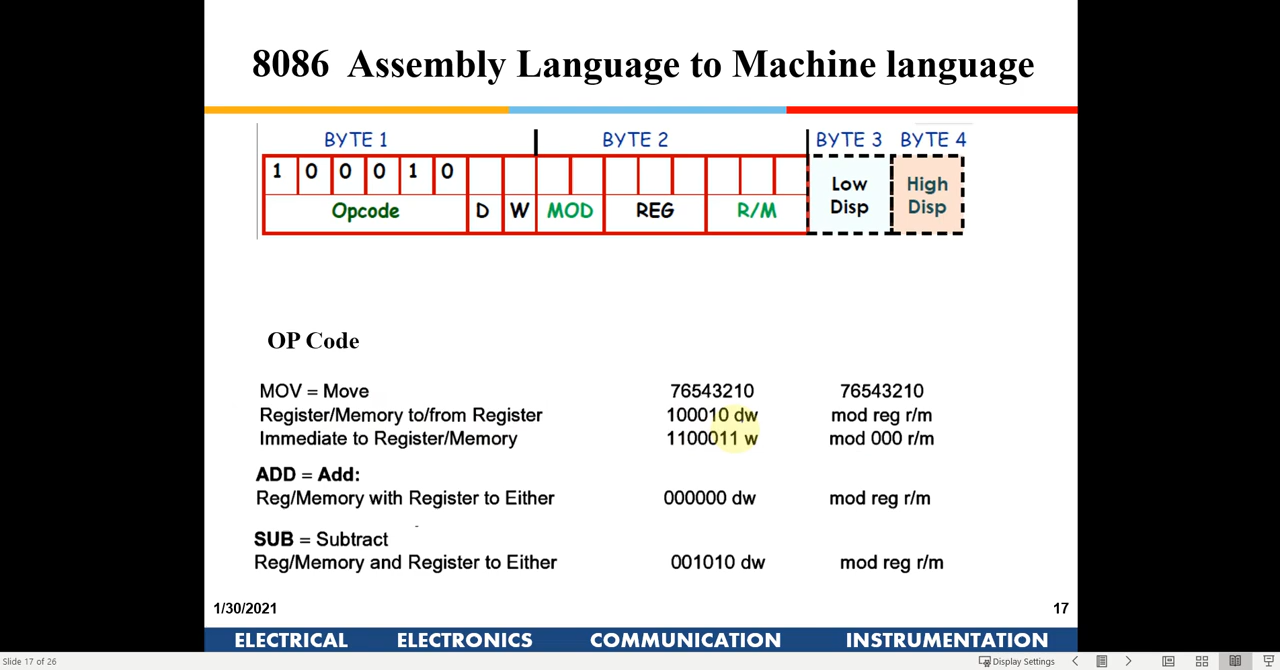 8086 Assembly Language to Machine language
BYTE 1 BYTE 2 BYTE 3 BYTE 4
1 0 0 0 1 0
Opcode D W MOD REG R/M Low Disp High Disp
OP Code
MOV = Move 76543210 76543210
Register/Memory to/from Register 100010 dw mod reg r/m
Immediate to Register/Memory 1100011 w mod 000 r/m
ADD = Add:
Reg/Memory with Register to Either 000000 dw mod reg r/m
SUB = Subtract
Reg/Memory and Register to Either 001010 dw mod reg r/m
1/30/2021 17
ELECTRICAL ELECTRONICS COMMUNICATION INSTRUMENTATION
Slide 17 of 26 Display Settings